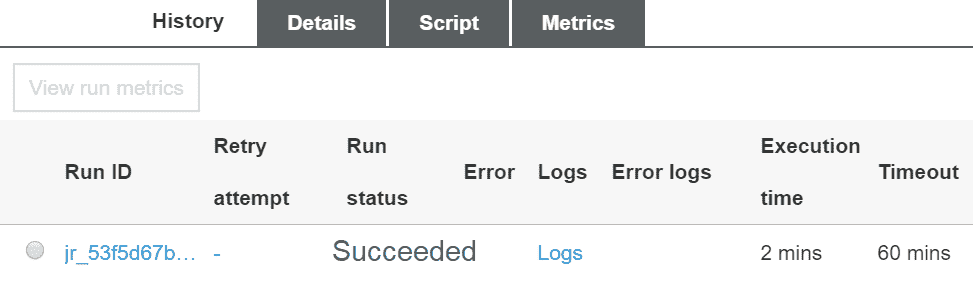 History Details Script Metrics
View run metrics
Run ID Retry attempt Run status Error Logs Error logs Execution time Timeout
jr_53f5d67b... - Succeeded Logs 2 mins 60 mins